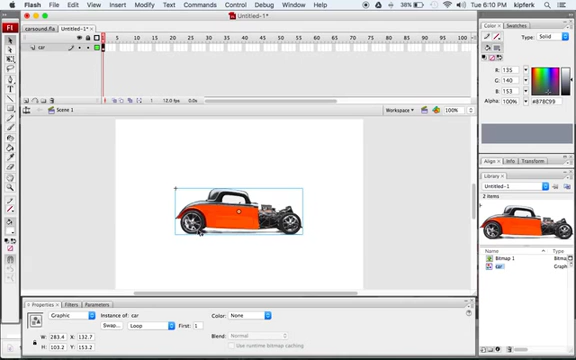 Flash File Edit View Insert Modify Text Commands Control Debug Window Help 38% Tue 6:10 PM kipferk
Untitled-1*
carsound.fla Untitled-1*
1 5 10 15 20 25 30 35 40 45 50 55 60 65 70 75 80 85 90 95 100
car
1 12.0 fps 0.0s
Scene 1 Workspace 100%
Properties Filters Parameters
Graphic Instance of: car Color: None
Swap... Loop First: 1
W: 283.4 X: 132.7 Blend: Normal
H: 103.2 Y: 153.2 Use runtime bitmap caching
Color Swatches
Type: Solid
R: 135
G: 140
B: 153
Alpha: 100% #878C99
Align Info Transform
Library
Untitled-1
2 items
Name Type
Bitmap 1
car Graph